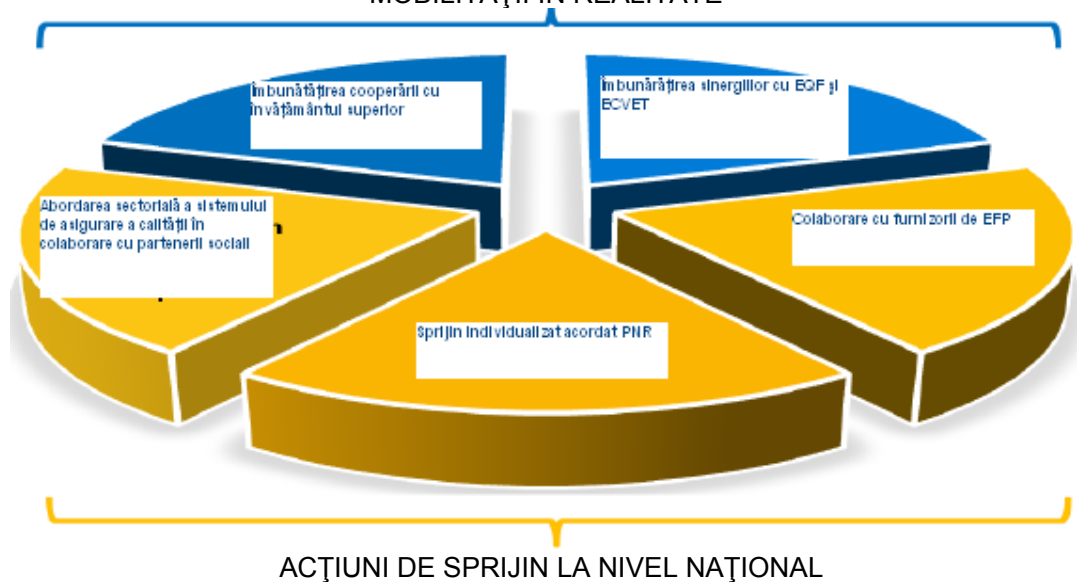 MOBILITĂŢII ÎN REALITATE
Îmbunătăţirea cooperării cu
învăţământul superior
Îmbunărăţirea sinergiilor cu EQF şi
ECVET
Abordarea sectorială a sistemului
de asigurare a calităţii în
colaborare cu partenerii sociali
Colaborare cu furnizorii de EFP
Sprijin individualizat acordat PNR
ACŢIUNI DE SPRIJIN LA NIVEL NAŢIONAL